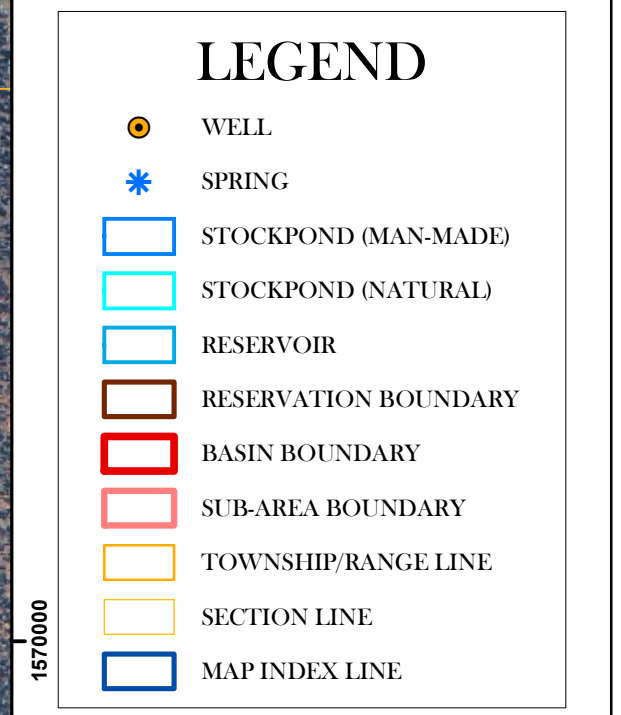 LEGEND
WELL
SPRING
STOCKPOND (MAN-MADE)
STOCKPOND (NATURAL)
RESERVOIR
RESERVATION BOUNDARY
BASIN BOUNDARY
SUB-AREA BOUNDARY
TOWNSHIP/RANGE LINE
SECTION LINE
MAP INDEX LINE
1570000